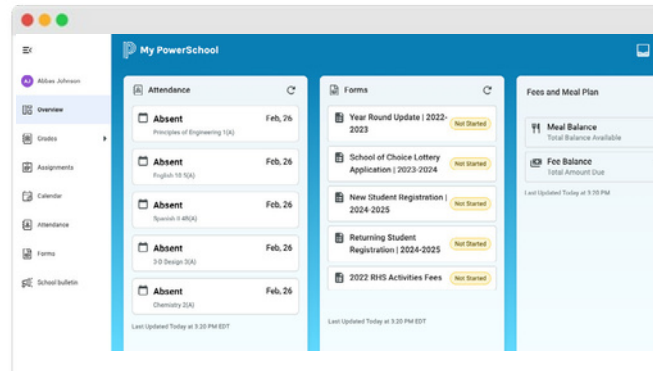 My PowerSchool
AJ
Abbas Johnson
Overview
Grades
Assignments
Calendar
Attendance
Forms
School bulletin
Attendance
Absent
Feb, 26
Principles of Engineering 1(A)
Absent
Feb, 26
English 10 1(A)
Absent
Feb, 26
Spanish II 4R(A)
Absent
Feb, 26
3-D Design 3(A)
Absent
Feb, 26
Chemistry 2(A)
Last Updated Today at 3:20 PM EDT
Forms
Year Round Update | 2022-
2023
Not Started
School of Choice Lottery
Application | 2023-2024
Not Started
New Student Registration |
2024-2025
Not Started
Returning Student
Registration | 2024-2025
Not Started
2022 RHS Activities Fees
Not Started
Last Updated Today at 3:20 PM EDT
Fees and Meal Plan
Meal Balance
Total Balance Available
Fee Balance
Total Amount Due
Last Updated Today at 3:20 PM